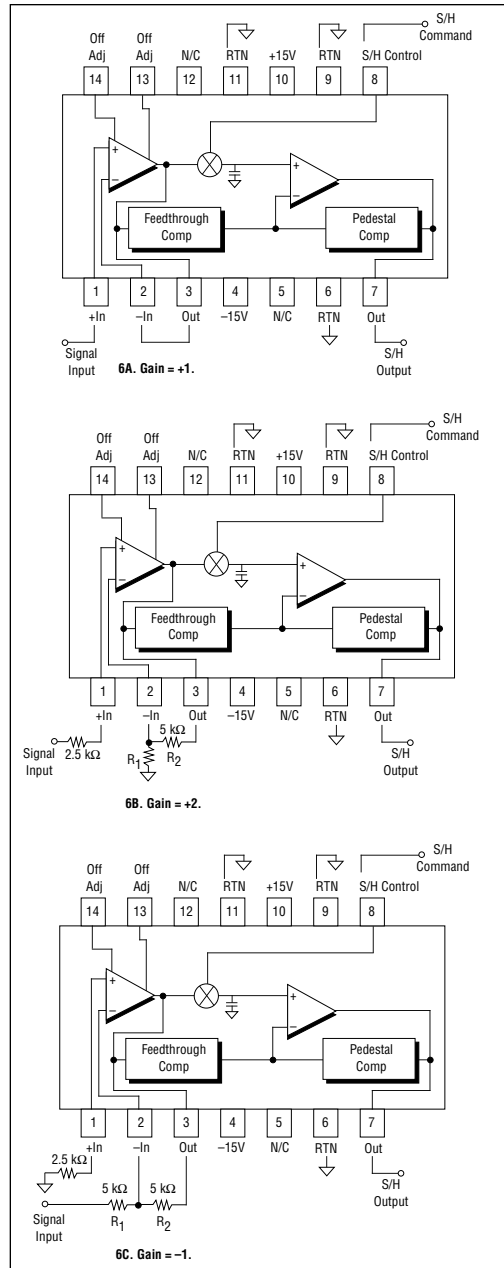 S/H
Command
Off
Adj
Off
Adj
N/C
RTN
+15V
RTN
S/H Control
14
13
12
11
10
9
8
+
–
+
–
Feedthrough
Comp
Pedestal
Comp
1
2
3
4
5
6
7
+In
–In
Out
–15V
N/C
RTN
Out
Signal
Input
S/H
Output
6A. Gain = +1.
S/H
Command
Off
Adj
Off
Adj
N/C
RTN
+15V
RTN
S/H Control
14
13
12
11
10
9
8
+
–
+
–
Feedthrough
Comp
Pedestal
Comp
1
2
3
4
5
6
7
+In
–In
Out
–15V
N/C
RTN
Out
5 kΩ
Signal
Input
2.5 kΩ
R1
R2
S/H
Output
6B. Gain = +2.
S/H
Command
Off
Adj
Off
Adj
N/C
RTN
+15V
RTN
S/H Control
14
13
12
11
10
9
8
+
–
+
–
Feedthrough
Comp
Pedestal
Comp
1
2
3
4
5
6
7
+In
–In
Out
–15V
N/C
RTN
Out
2.5 kΩ
5 kΩ
5 kΩ
Signal
Input
R1
R2
S/H
Output
6C. Gain = –1.